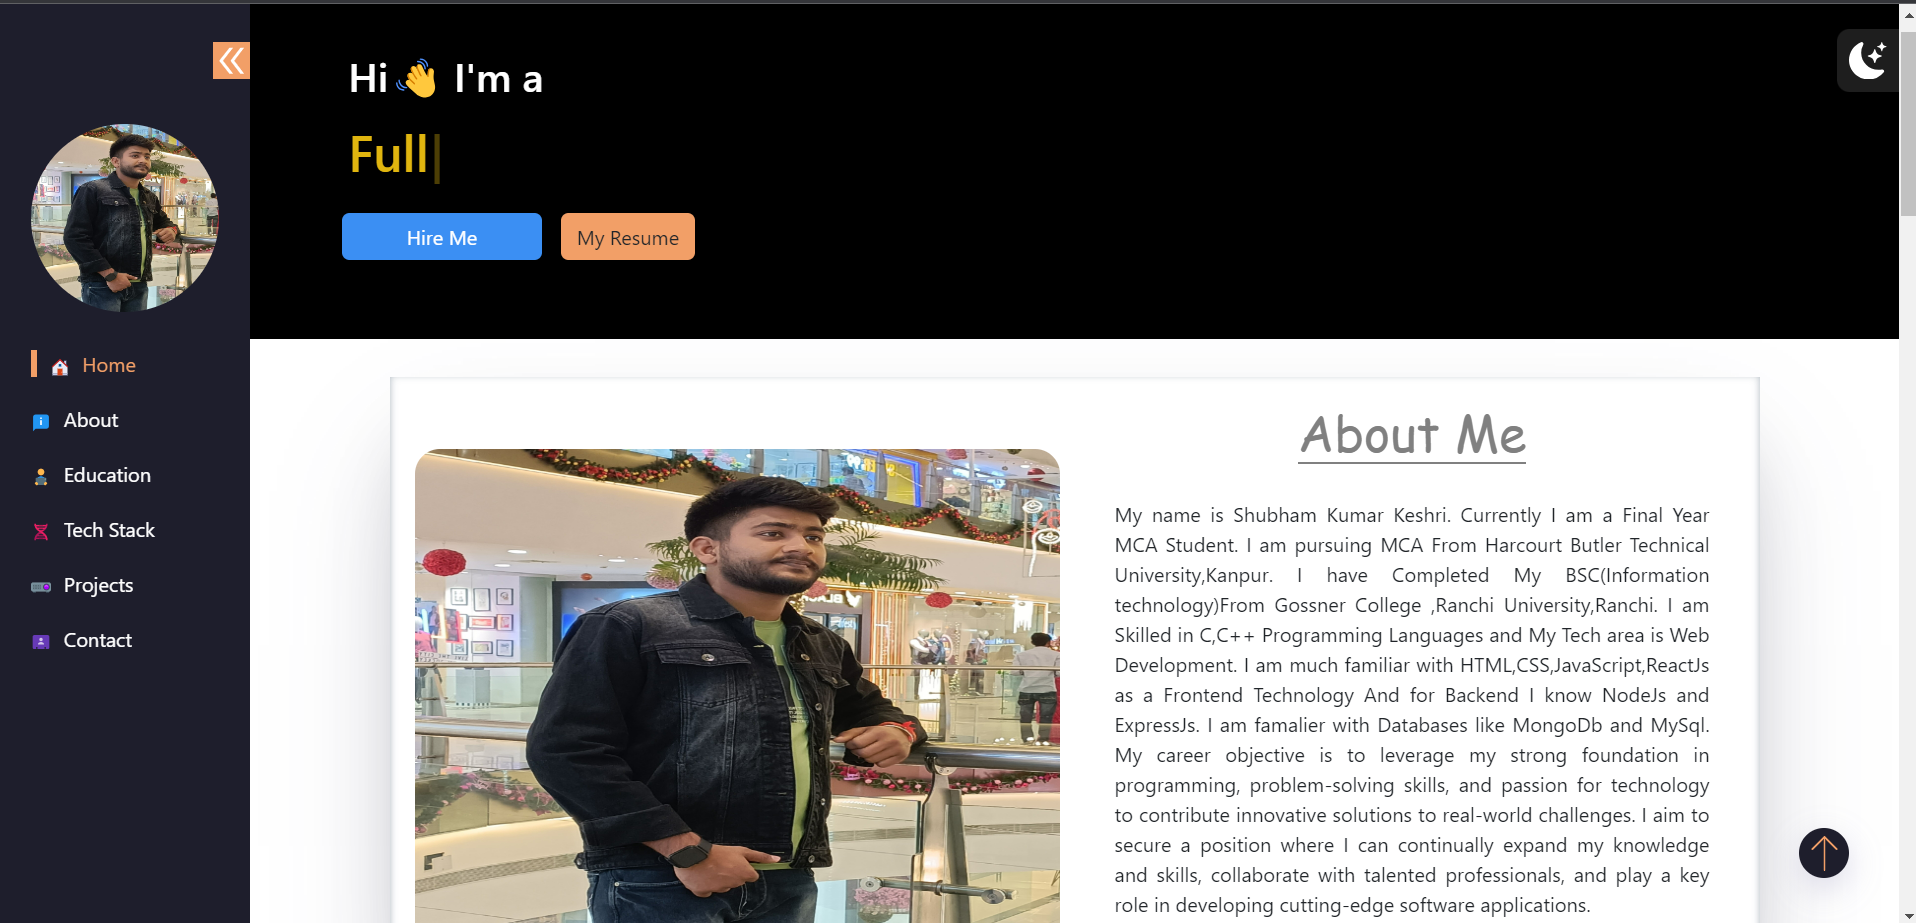 Hi 👋 I'm a
Full
Hire Me
My Resume
Home
About
Education
Tech Stack
Projects
Contact
About Me
My name is Shubham Kumar Keshri. Currently I am a Final Year
MCA Student. I am pursuing MCA From Harcourt Butler Technical
University,Kanpur. I have Completed My BSC(Information
technology)From Gossner College ,Ranchi University,Ranchi. I am
Skilled in C,C++ Programming Languages and My Tech area is Web
Development. I am much familiar with HTML,CSS,JavaScript,ReactJs
as a Frontend Technology And for Backend I know NodeJs and
ExpressJs. I am famalier with Databases like MongoDb and MySql.
My career objective is to leverage my strong foundation in
programming, problem-solving skills, and passion for technology
to contribute innovative solutions to real-world challenges. I aim to
secure a position where I can continually expand my knowledge
and skills, collaborate with talented professionals, and play a key
role in developing cutting-edge software applications.